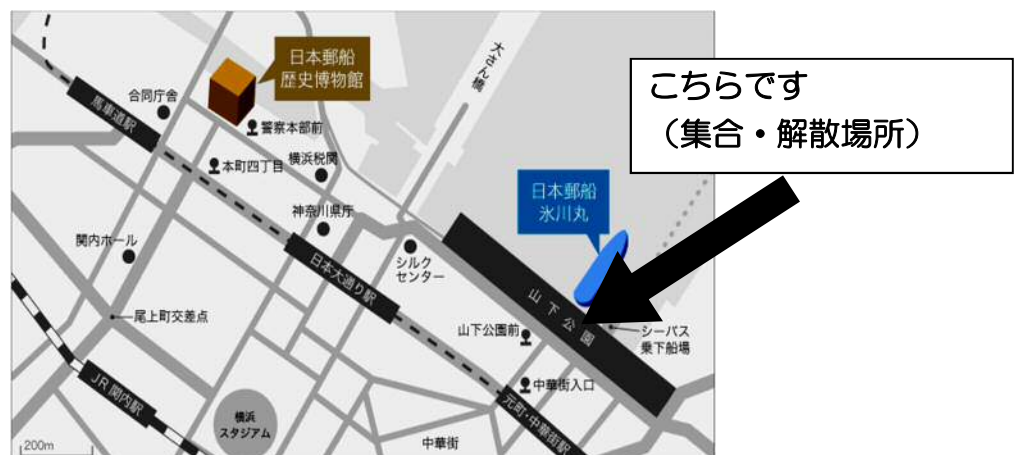 大さん橋
日本郵船
歴史博物館
こちらです
(集合・解散場所)
合同庁舎
馬車道駅
警察本部前
本町四丁目
横浜税関
日本郵船
氷川丸
神奈川県庁
関内ホール
シルク
センター
日本大通り駅
山下公園
尾上町交差点
山下公園前
シーバス
乗下船場
中華街入口
JR関内駅
元町・中華街駅
横浜
スタジアム
中華街
200m